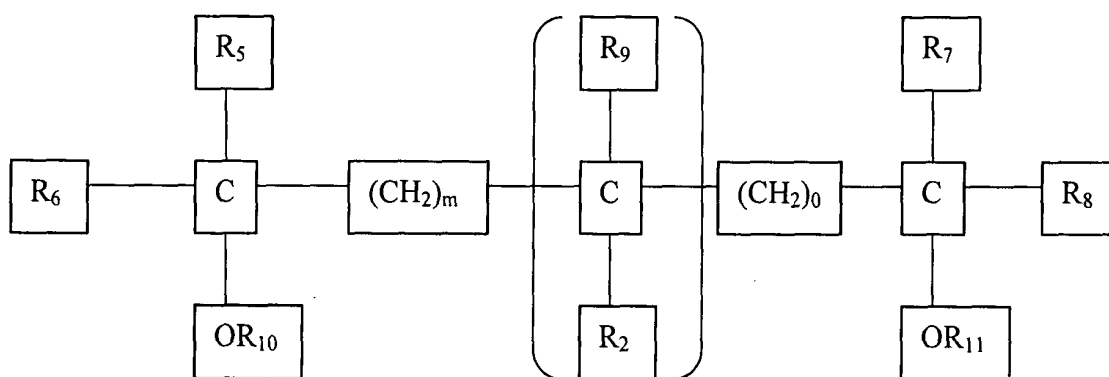 R₅ R₉ R₇
R₆ C (CH₂)ₘ C (CH₂)₀ C R₈
OR₁₀ R₂ OR₁₁